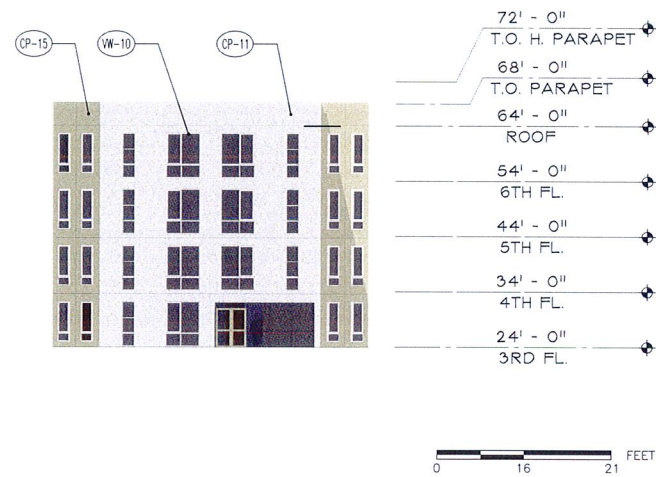 CP-15
VW-10
CP-11
72' - 0"
T.O. H. PARAPET
68' - 0"
T.O. PARAPET
64' - 0"
ROOF
54' - 0"
6TH FL.
44' - 0"
5TH FL.
34' - 0"
4TH FL.
24' - 0"
3RD FL.
FEET
0 16 21